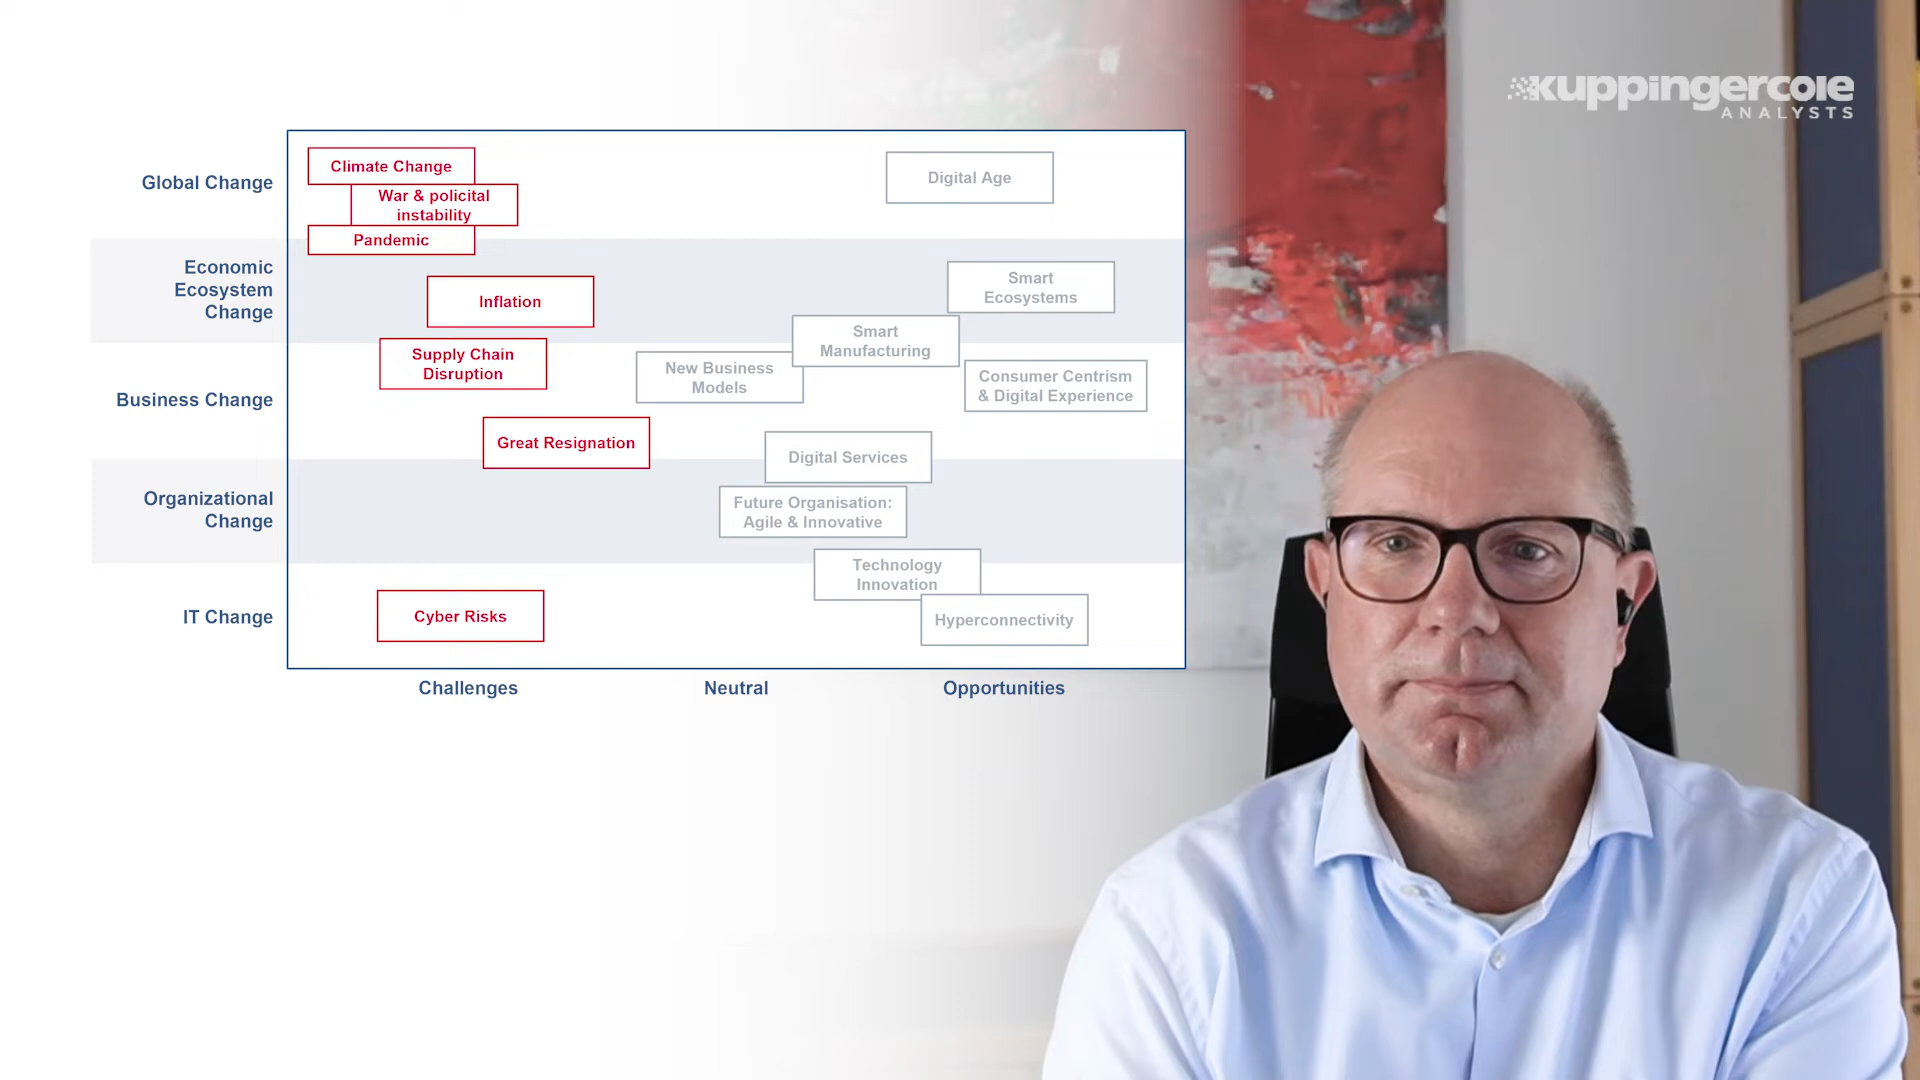 kuppingercole
ANALYSTS
Global Change
Climate Change
War & policital
instability
Pandemic
Digital Age
Economic
Ecosystem
Change
Inflation
Smart
Ecosystems
Smart
Manufacturing
Business Change
Supply Chain
Disruption
New Business
Models
Consumer Centrism
& Digital Experience
Great Resignation
Digital Services
Organizational
Change
Future Organisation:
Agile & Innovative
Technology
Innovation
IT Change
Cyber Risks
Hyperconnectivity
Challenges
Neutral
Opportunities